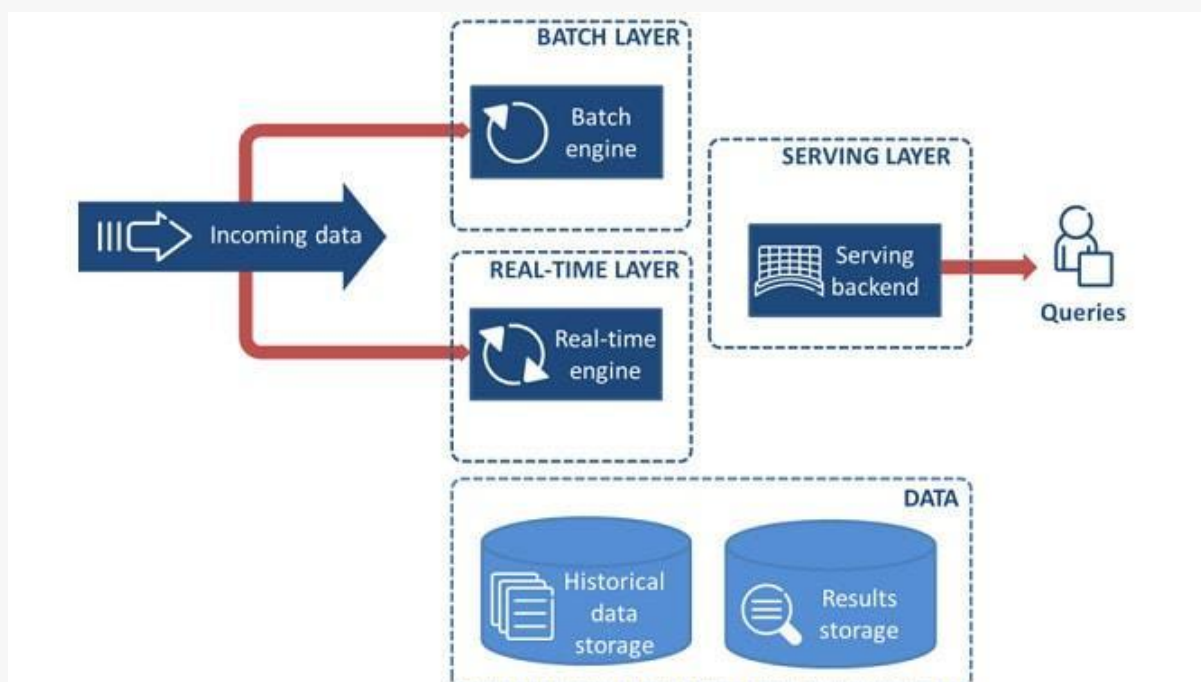 BATCH LAYER
Batch
engine
Incoming data
REAL-TIME LAYER
Real-time
engine
SERVING LAYER
Serving
backend
Queries
DATA
Historical
data
storage
Results
storage